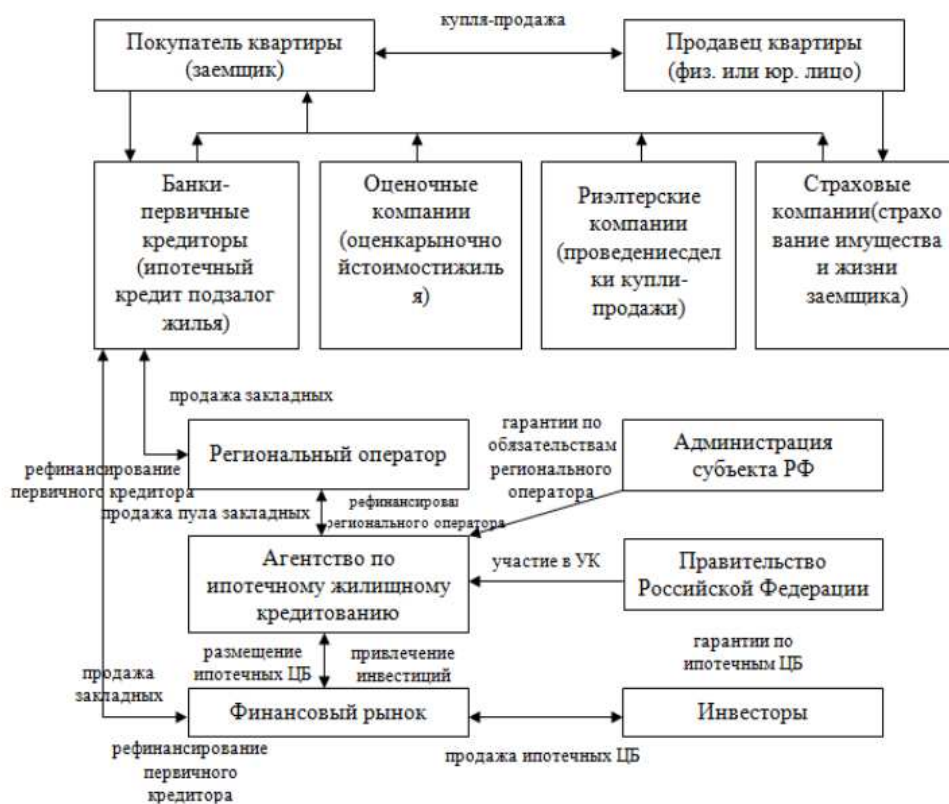 купля-продажа
Покупатель квартиры
(заемщик)
Продавец квартиры
(физ. или юр. лицо)
Банки-
первичные
кредиторы
(ипотечный
кредит подзалог
жилья)
Оценочные
компании
(оценкарыночно
йстоимостижиль
я)
Риэлтерские
компании
(проведениесдел
ки купли-
продажи)
Страховые
компании(страхо
вание имущества
и жизни
заемщика)
продажа закладных
рефинансирование
первичного кредитора
Региональный оператор
гарантии по
обязательствам
регионального
оператора
Администрация
субъекта РФ
продажа пула закладных
рефинансирова
регионального оператора
Агентство по
ипотечному жилищному
кредитованию
участие в УК
Правительство
Российской Федерации
размещение
ипотечных ЦБ
привлечение
инвестиций
гарантии по
ипотечным ЦБ
продажа
закладных
Финансовый рынок
Инвесторы
рефинансирование
первичного
кредитора
продажа ипотечных ЦБ